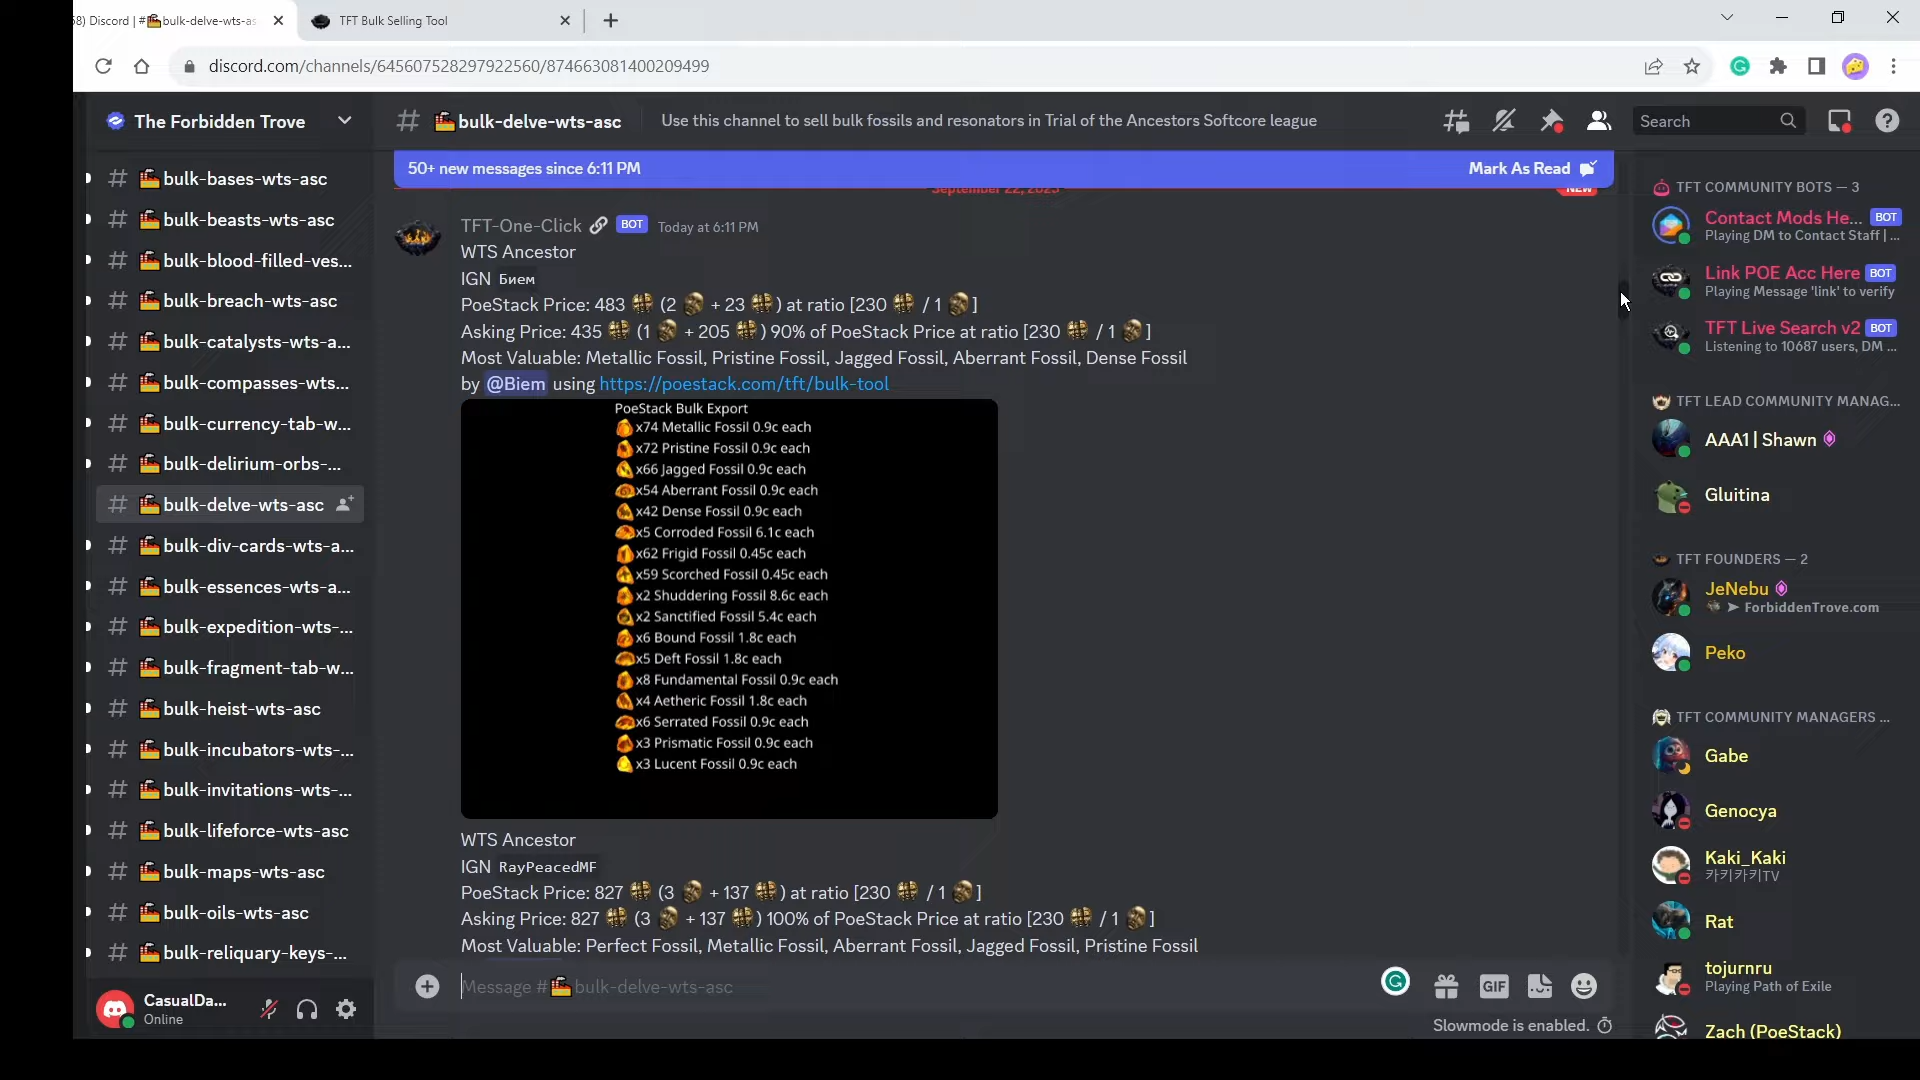 58) Discord | #bulk-delve-wts-as
TFT Bulk Selling Tool
discord.com/channels/645607528297922560/874663081400209499
The Forbidden Trove
# bulk-delve-wts-asc
Use this channel to sell bulk fossils and resonators in Trial of the Ancestors Softcore league
Search
50+ new messages since 6:11 PM
Mark As Read
September 22, 2023
NEW
# bulk-bases-wts-asc
# bulk-beasts-wts-asc
# bulk-blood-filled-ves...
# bulk-breach-wts-asc
# bulk-catalysts-wts-a...
# bulk-compasses-wts...
# bulk-currency-tab-w...
# bulk-delirium-orbs-...
# bulk-delve-wts-asc
# bulk-div-cards-wts-a...
# bulk-essences-wts-a...
# bulk-expedition-wts-...
# bulk-fragment-tab-w...
# bulk-heist-wts-asc
# bulk-incubators-wts-...
# bulk-invitations-wts-...
# bulk-lifeforce-wts-asc
# bulk-maps-wts-asc
# bulk-oils-wts-asc
# bulk-reliquary-keys-...
CasualDa...
Online
TFT-One-Click BOT Today at 6:11 PM
WTS Ancestor
IGN Бием
PoeStack Price: 483 (2 + 23 ) at ratio [230 / 1 ]
Asking Price: 435 (1 + 205 ) 90% of PoeStack Price at ratio [230 / 1 ]
Most Valuable: Metallic Fossil, Pristine Fossil, Jagged Fossil, Aberrant Fossil, Dense Fossil
by @Biem using https://poestack.com/tft/bulk-tool
PoeStack Bulk Export
x74 Metallic Fossil 0.9c each
x72 Pristine Fossil 0.9c each
x66 Jagged Fossil 0.9c each
x54 Aberrant Fossil 0.9c each
x42 Dense Fossil 0.9c each
x5 Corroded Fossil 6.1c each
x62 Frigid Fossil 0.45c each
x59 Scorched Fossil 0.45c each
x2 Shuddering Fossil 8.6c each
x2 Sanctified Fossil 5.4c each
x6 Bound Fossil 1.8c each
x5 Deft Fossil 1.8c each
x8 Fundamental Fossil 0.9c each
x4 Aetheric Fossil 1.8c each
x6 Serrated Fossil 0.9c each
x3 Prismatic Fossil 0.9c each
x3 Lucent Fossil 0.9c each
WTS Ancestor
IGN RayPeacedMF
PoeStack Price: 827 (3 + 137 ) at ratio [230 / 1 ]
Asking Price: 827 (3 + 137 ) 100% of PoeStack Price at ratio [230 / 1 ]
Most Valuable: Perfect Fossil, Metallic Fossil, Aberrant Fossil, Jagged Fossil, Pristine Fossil
Message # bulk-delve-wts-asc
GIF
Slowmode is enabled.
TFT COMMUNITY BOTS — 3
Contact Mods He... BOT
Playing DM to Contact Staff | ...
Link POE Acc Here BOT
Playing Message 'link' to verify
TFT Live Search v2 BOT
Listening to 10687 users, DM ...
TFT LEAD COMMUNITY MANAG...
AAA1 | Shawn
Gluitina
TFT FOUNDERS — 2
JeNebu
➤ ForbiddenTrove.com
Peko
TFT COMMUNITY MANAGERS ...
Gabe
Genocya
Kaki_Kaki
카키카키TV
Rat
tojurnru
Playing Path of Exile
Zach (PoeStack)